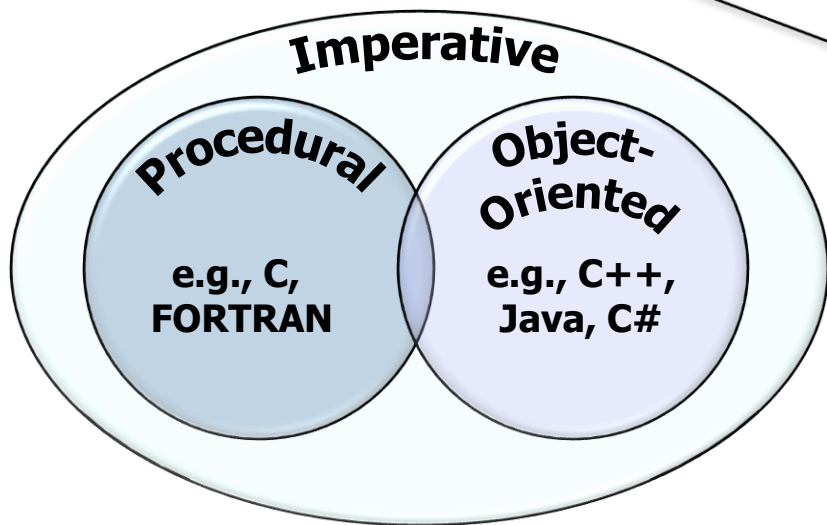 Imperative
Procedural
e.g., C,
FORTRAN
Object-
Oriented
e.g., C++,
Java, C#